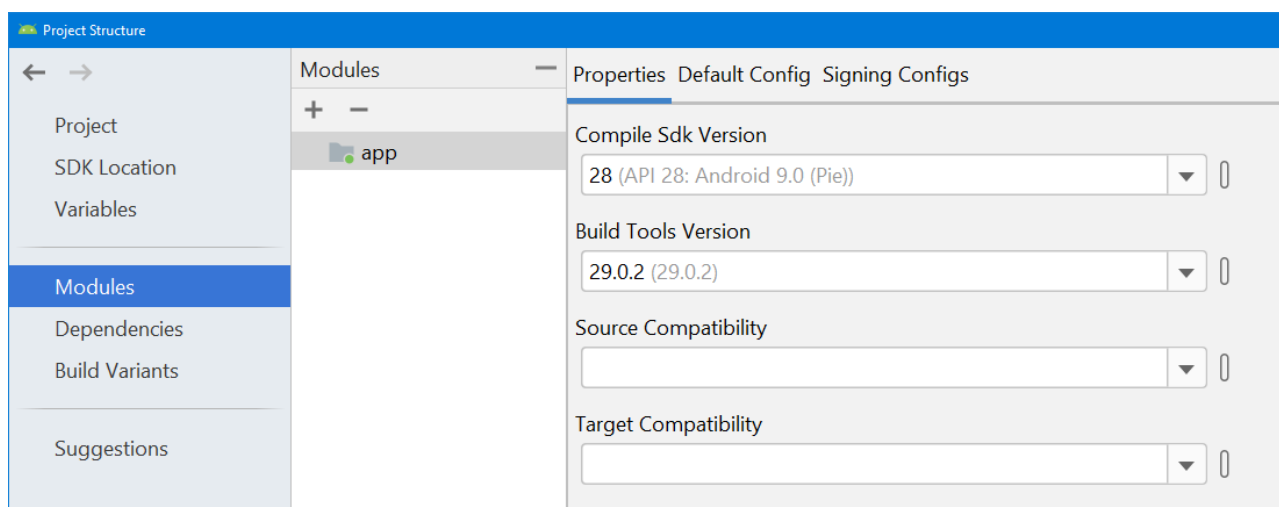 Project Structure
Project
SDK Location
Variables
Modules
Dependencies
Build Variants
Suggestions
Modules
app
Properties Default Config Signing Configs
Compile Sdk Version
28 (API 28: Android 9.0 (Pie))
Build Tools Version
29.0.2 (29.0.2)
Source Compatibility
Target Compatibility